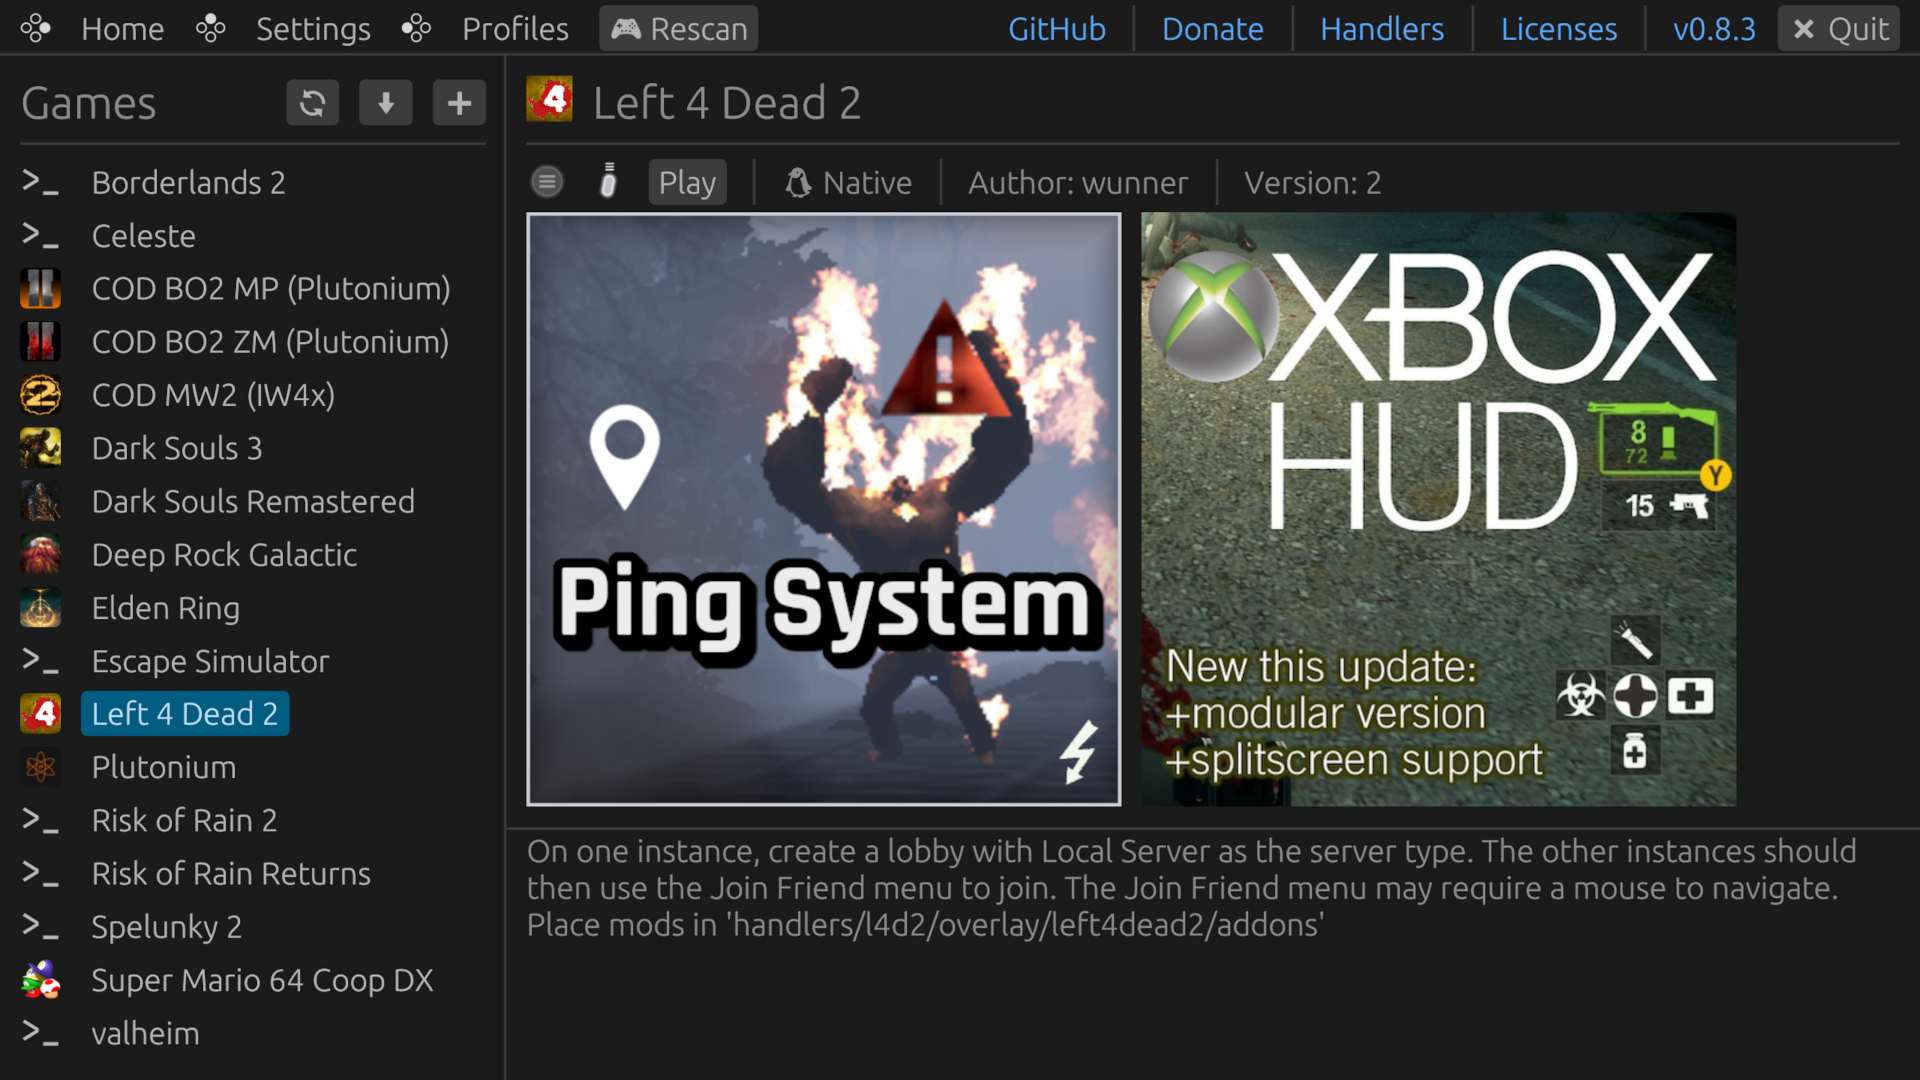 Home Settings Profiles Rescan GitHub Donate Handlers Licenses v0.8.3 Quit
Games
Borderlands 2
Celeste
COD BO2 MP (Plutonium)
COD BO2 ZM (Plutonium)
COD MW2 (IW4x)
Dark Souls 3
Dark Souls Remastered
Deep Rock Galactic
Elden Ring
Escape Simulator
Left 4 Dead 2
Plutonium
Risk of Rain 2
Risk of Rain Returns
Spelunky 2
Super Mario 64 Coop DX
valheim
Left 4 Dead 2
Play Native Author: wunner Version: 2
Ping System
XBOX
HUD
8
72
Y
15
New this update:
+modular version
+splitscreen support
On one instance, create a lobby with Local Server as the server type. The other instances should
then use the Join Friend menu to join. The Join Friend menu may require a mouse to navigate.
Place mods in 'handlers/l4d2/overlay/left4dead2/addons'